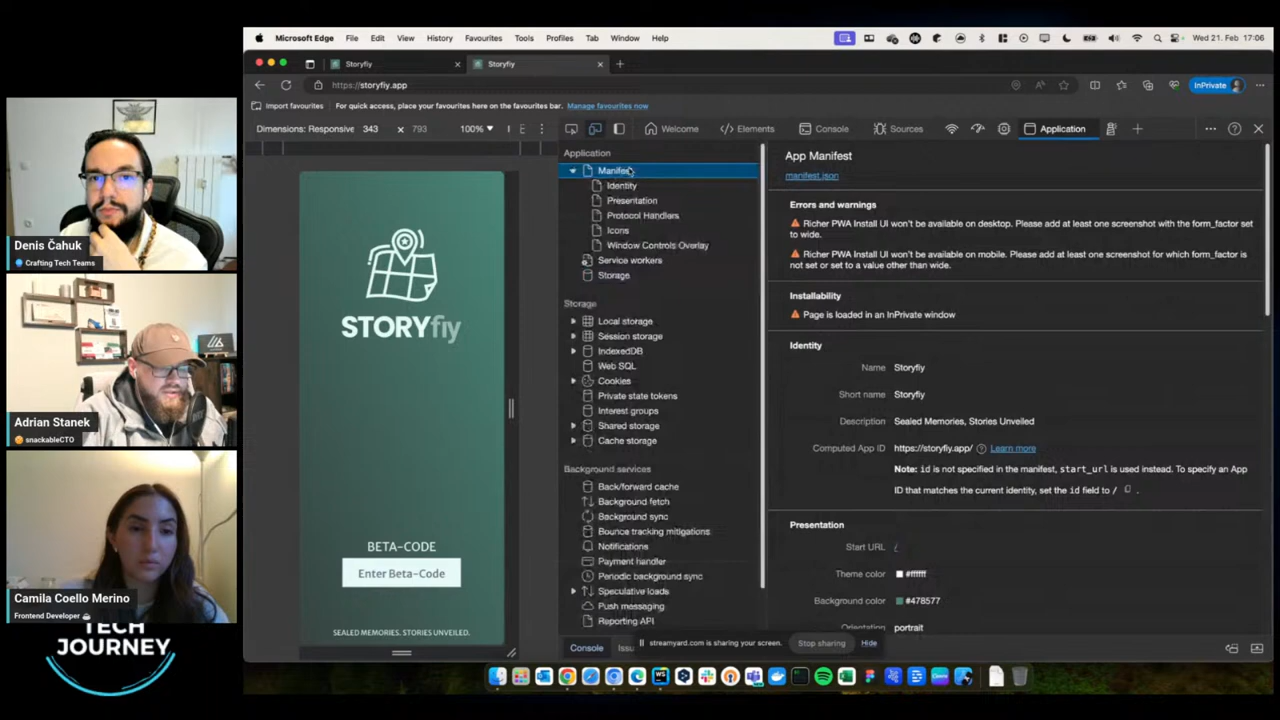 Microsoft Edge File Edit View History Favourites Tools Profiles Tab Window Help
Wed 21. Feb 17:06
Storyfiy
Storyfiy
https://storyfiy.app
InPrivate
Import favourites
For quick access, place your favourites here on the favourites bar. Manage favourites now
Dimensions: Responsive 343 × 793 100%
Welcome
Elements
Console
Sources
Application
Application
Manifest
Identity
Presentation
Protocol Handlers
Icons
Window Controls Overlay
Service workers
Storage
Storage
Local storage
Session storage
IndexedDB
Web SQL
Cookies
Private state tokens
Interest groups
Shared storage
Cache storage
Background services
Back/forward cache
Background fetch
Background sync
Bounce tracking mitigations
Notifications
Payment handler
Periodic background sync
Speculative loads
Push messaging
Reporting API
App Manifest
manifest.json
Errors and warnings
Richer PWA Install UI won't be available on desktop. Please add at least one screenshot with the form_factor set
to wide.
Richer PWA Install UI won't be available on mobile. Please add at least one screenshot for which form_factor is
not set or set to a value other than wide.
Installability
Page is loaded in an InPrivate window
Identity
Name Storyfiy
Short name Storyfiy
Description Sealed Memories, Stories Unveiled
Computed App ID https://storyfiy.app/ Learn more
Note: id is not specified in the manifest, start_url is used instead. To specify an App
ID that matches the current identity, set the id field to / .
Presentation
Start URL /
Theme color #ffffff
Background color #478577
Orientation portrait
STORYfiy
BETA-CODE
Enter Beta-Code
SEALED MEMORIES. STORIES UNVEILED.
Console
streamyard.com is sharing your screen.
Stop sharing
Hide
Denis Čahuk
Crafting Tech Teams
Adrian Stanek
snackableCTO
Camila Coello Merino
Frontend Developer
TECH
JOURNEY